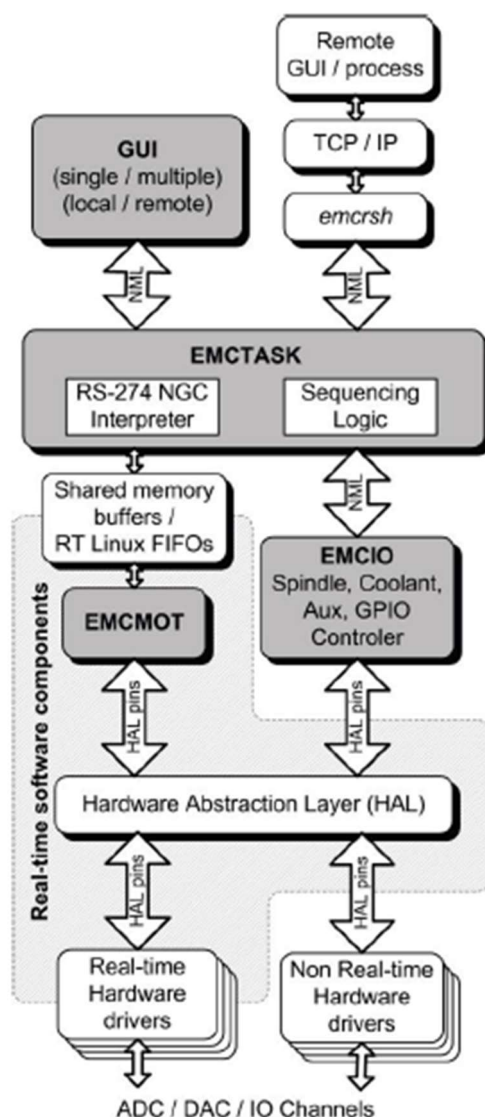 Remote
GUI / process
TCP / IP
emcrsh
GUI
(single / multiple)
(local / remote)
NML
NML
EMCTASK
RS-274 NGC
Interpreter
Sequencing
Logic
Shared memory
buffers /
RT Linux FIFOs
NML
EMCMOT
EMCIO
Spindle, Coolant,
Aux, GPIO
Controler
Real-time software components
HAL pins
HAL pins
Hardware Abstraction Layer (HAL)
HAL pins
HAL pins
Real-time
Hardware
drivers
Non Real-time
Hardware
drivers
ADC / DAC / IO Channels